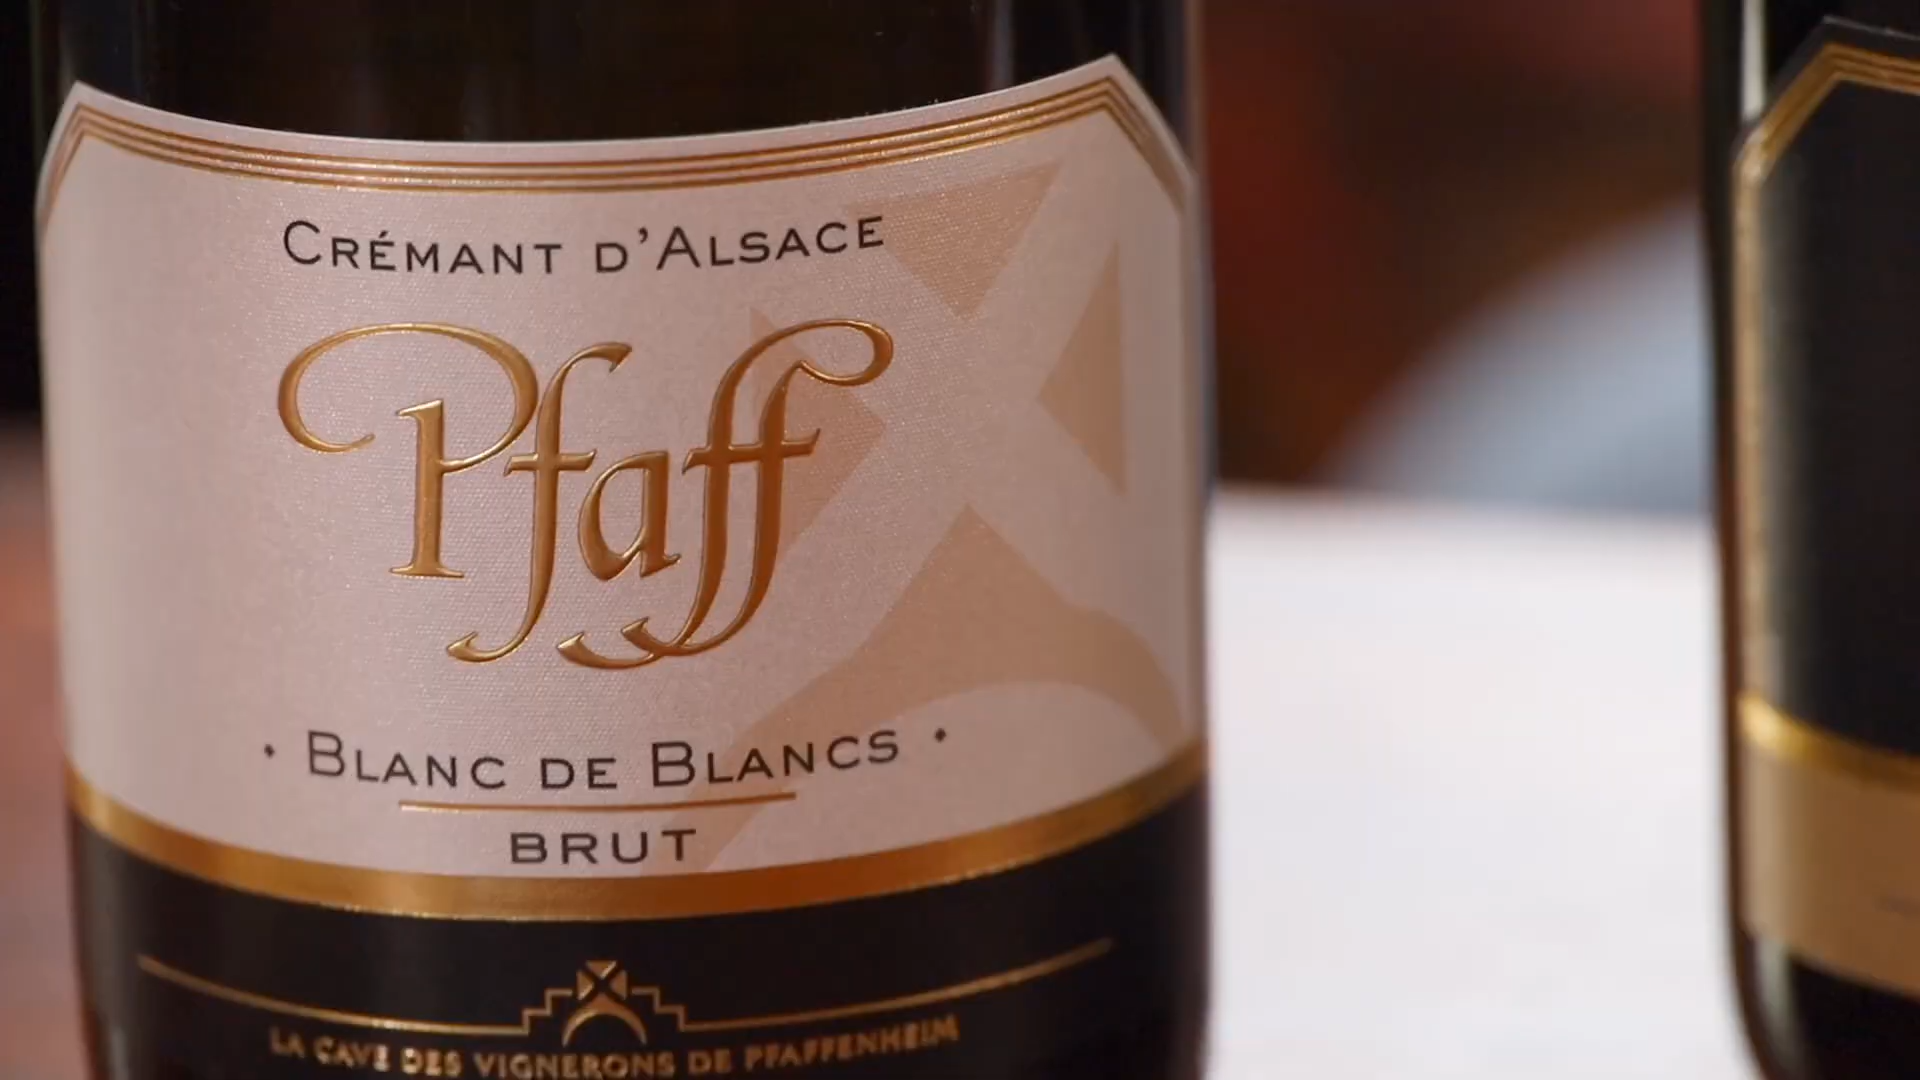 CRÉMANT D'ALSACE
Pfaff
• BLANC DE BLANCS •
BRUT
LA CAVE DES VIGNERONS DE PFAFFENHEIM